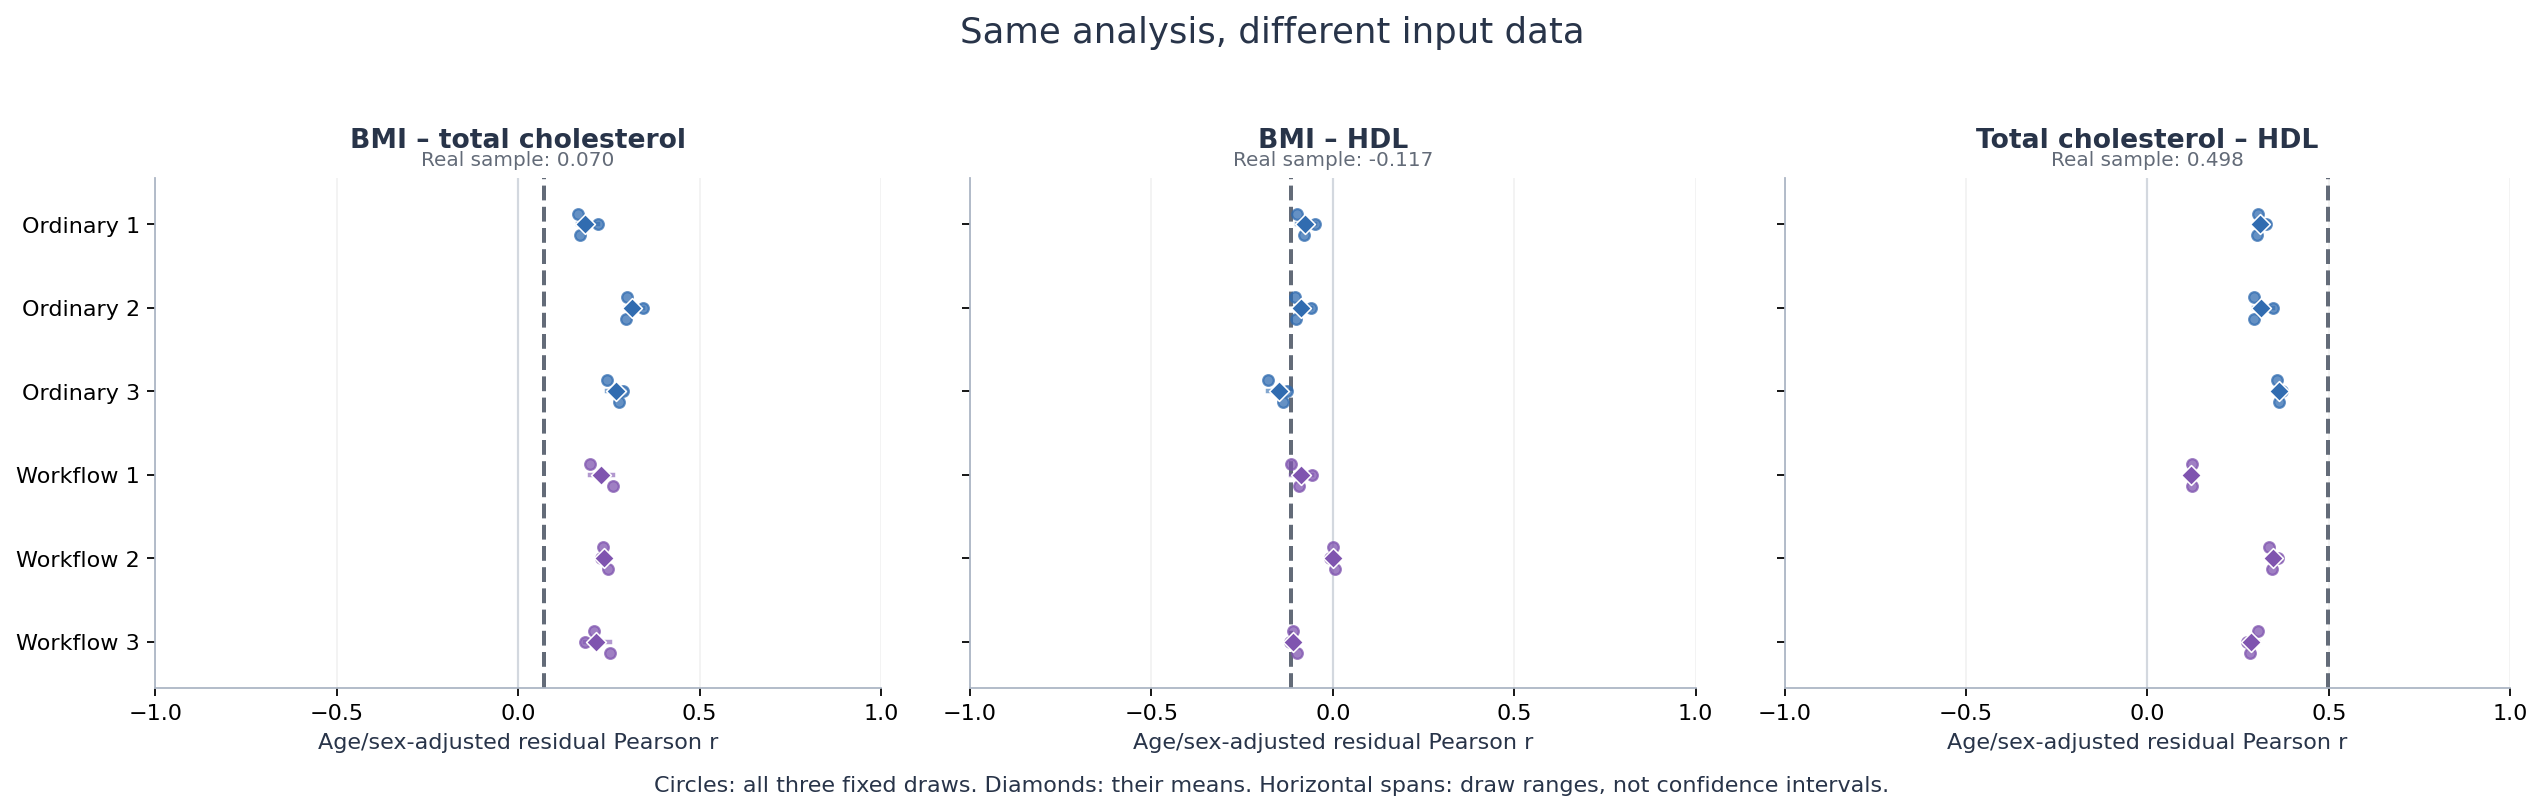 Same analysis, different input data
BMI – total cholesterol
Real sample: 0.070
BMI – HDL
Real sample: -0.117
Total cholesterol – HDL
Real sample: 0.498
Ordinary 1
Ordinary 2
Ordinary 3
Workflow 1
Workflow 2
Workflow 3
−1.0 −0.5 0.0 0.5 1.0
−1.0 −0.5 0.0 0.5 1.0
−1.0 −0.5 0.0 0.5 1.0
Age/sex-adjusted residual Pearson r
Age/sex-adjusted residual Pearson r
Age/sex-adjusted residual Pearson r
Circles: all three fixed draws. Diamonds: their means. Horizontal spans: draw ranges, not confidence intervals.